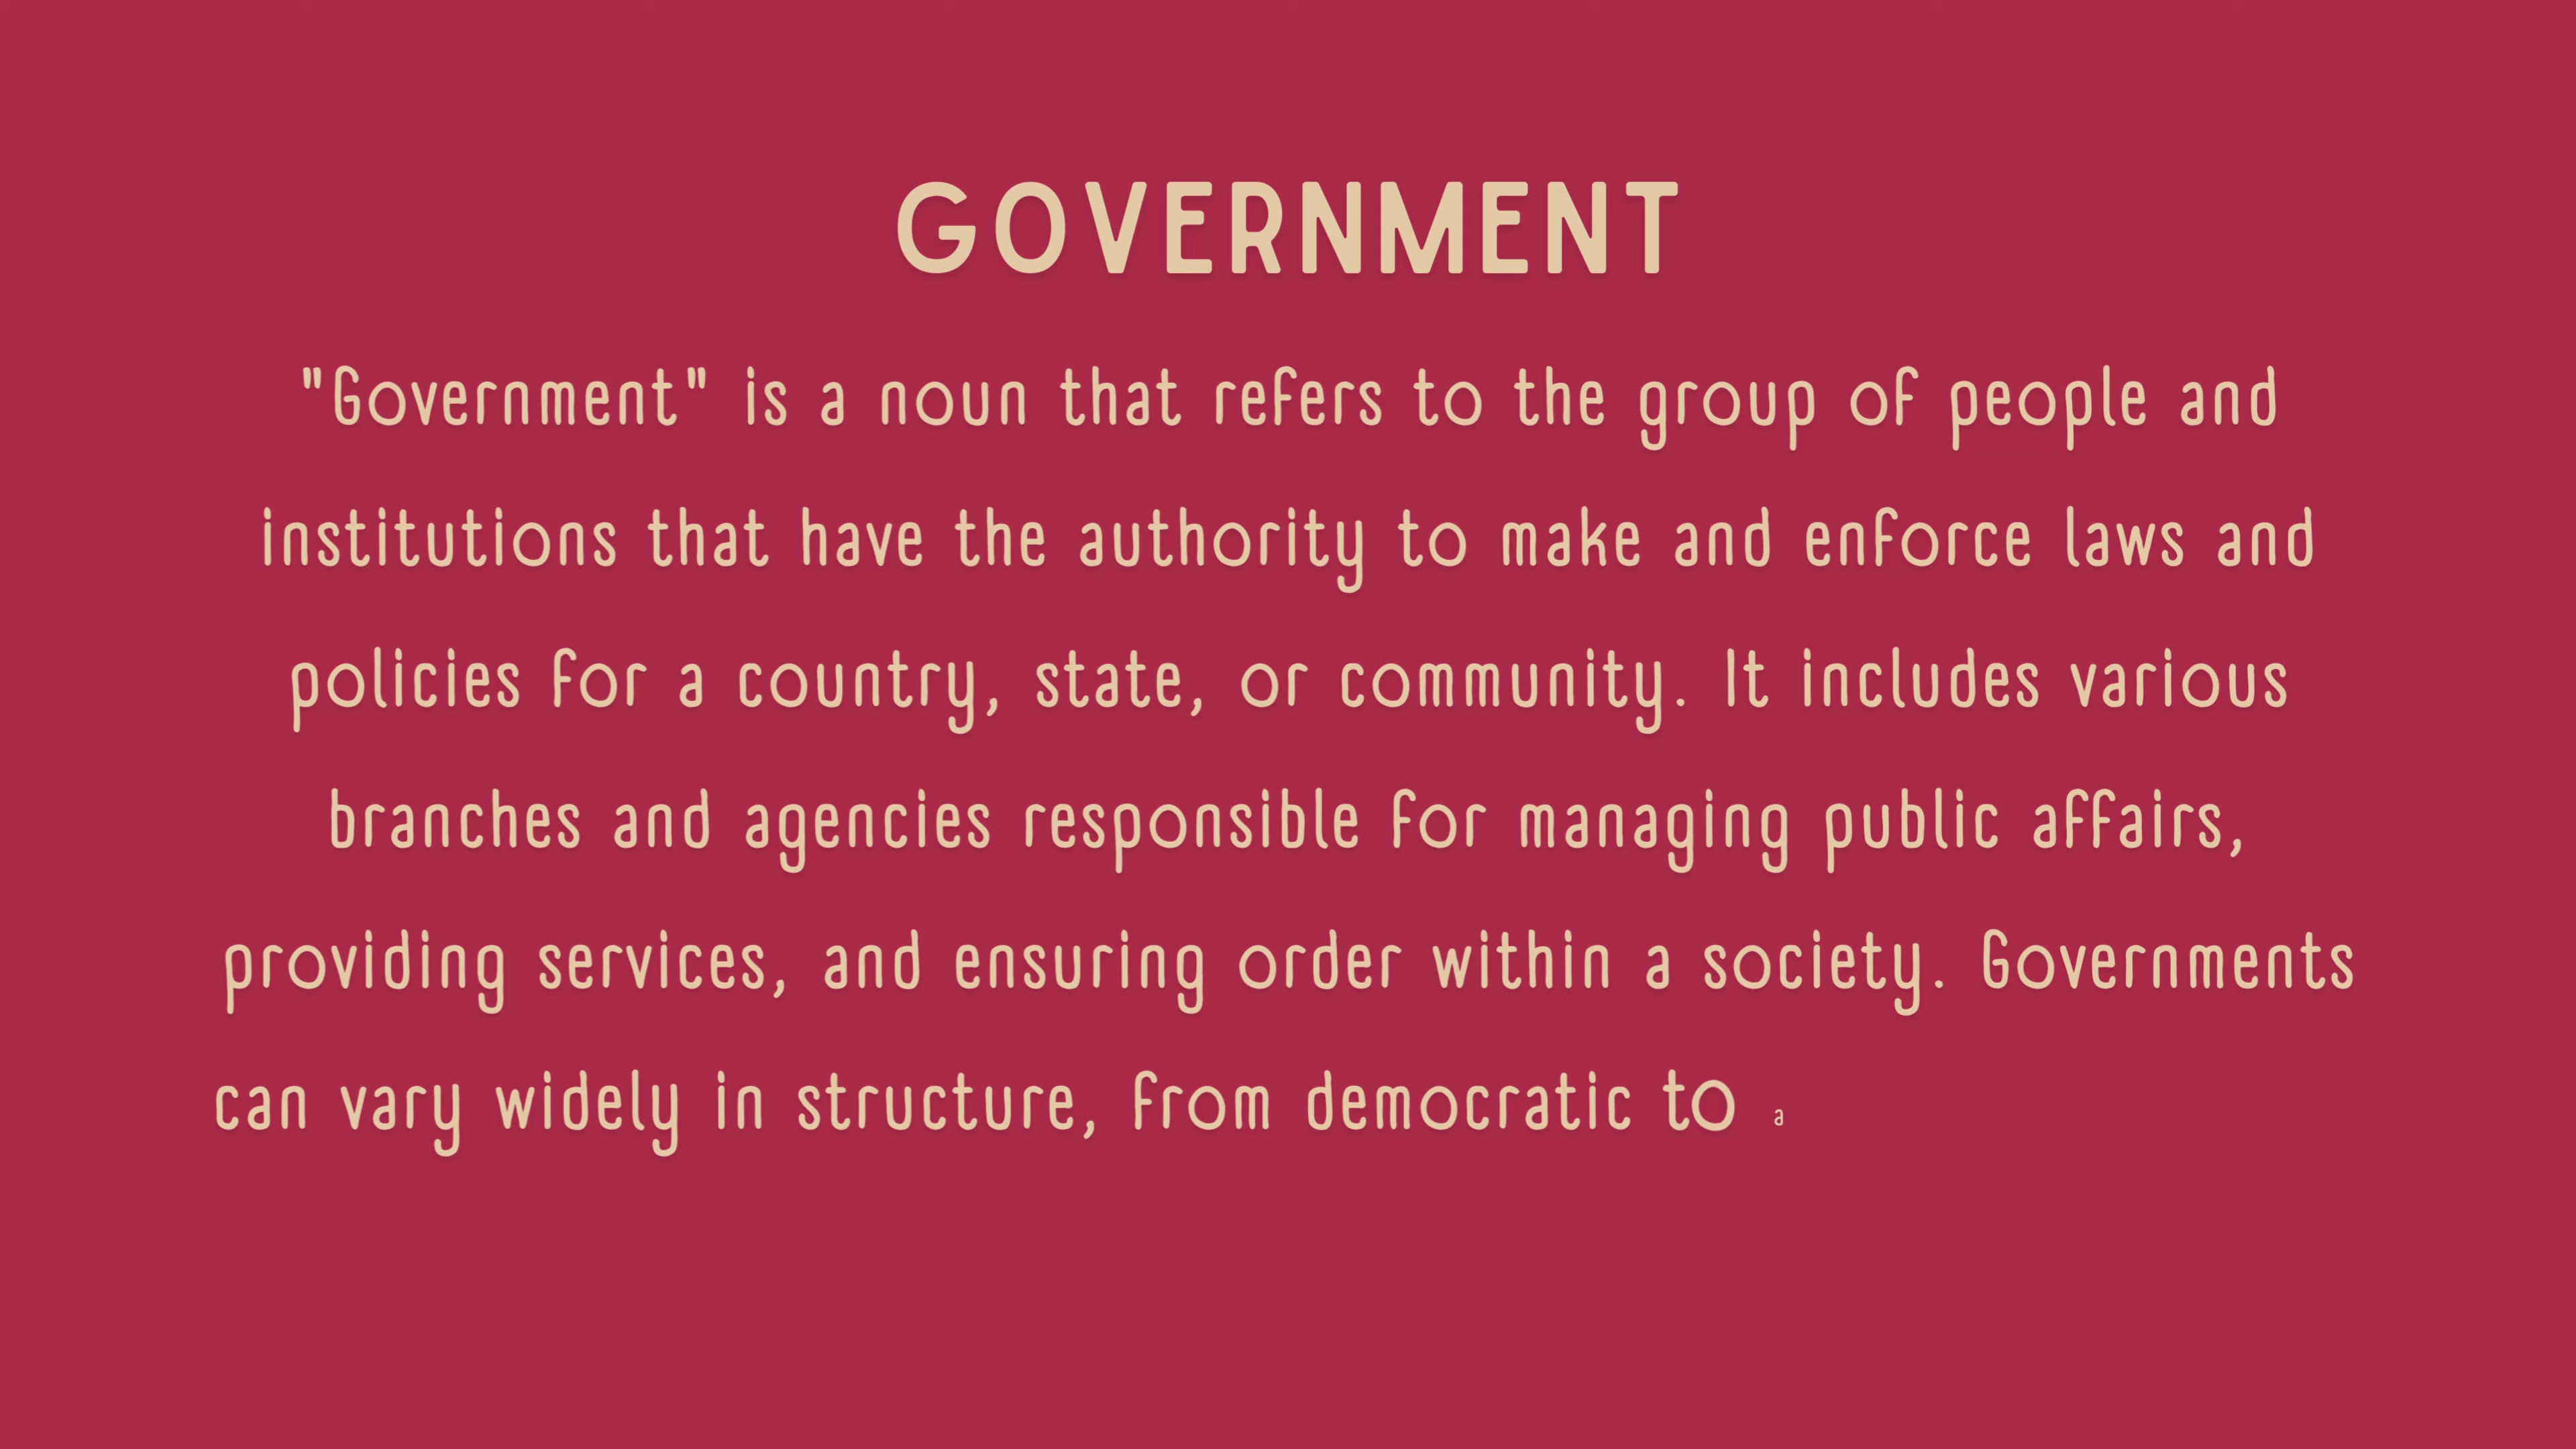 GOVERNMENT
"Government" is a noun that refers to the group of people and
institutions that have the authority to make and enforce laws and
policies for a country, state, or community. It includes various
branches and agencies responsible for managing public affairs,
providing services, and ensuring order within a society. Governments
can vary widely in structure, from democratic to a